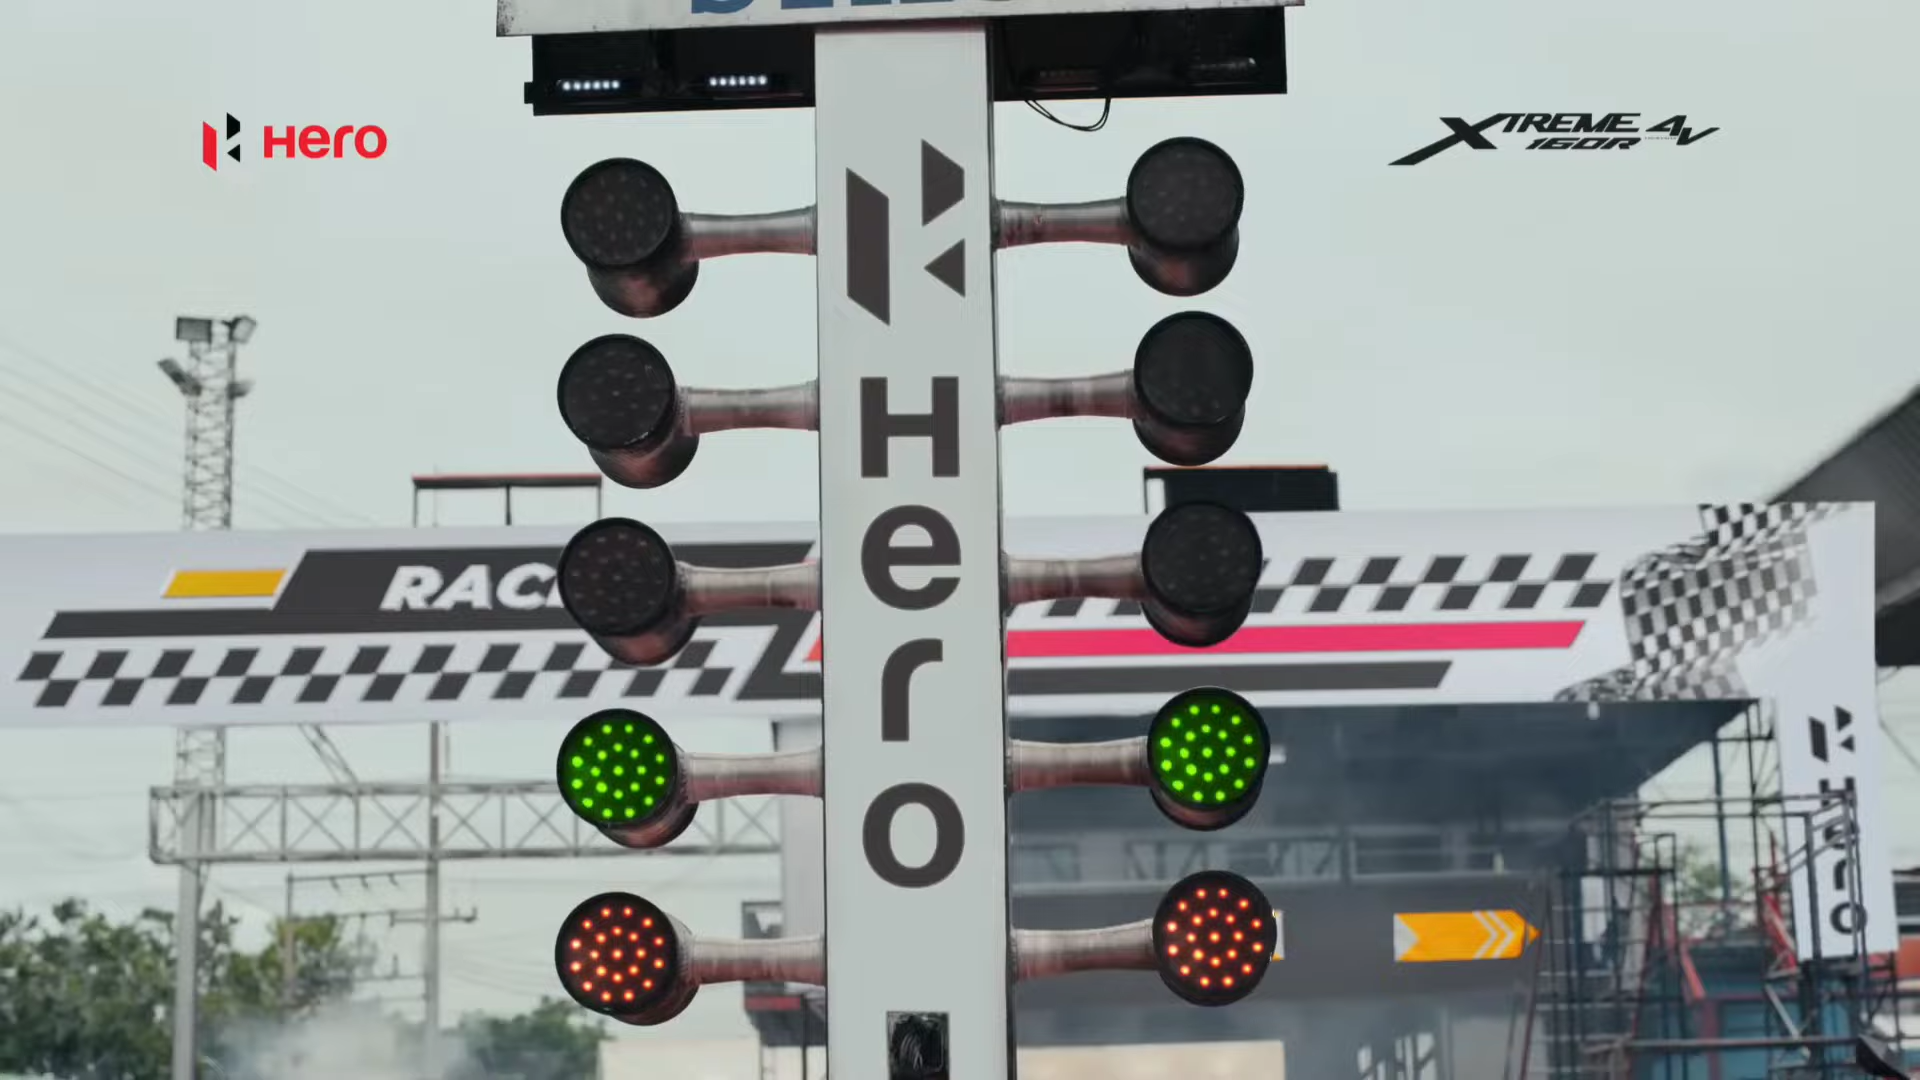 Hero
XTREME
160R 4V
Hero
RAC
Hero